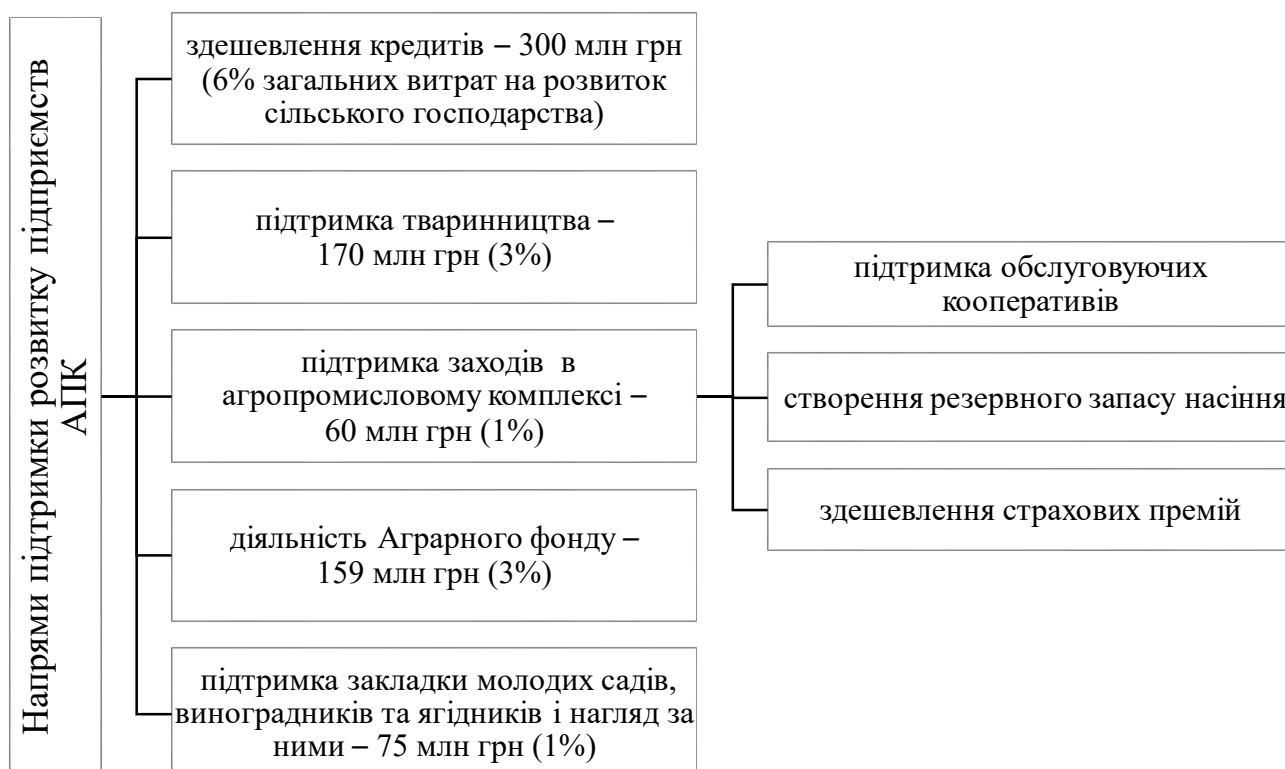 Напрями підтримки розвитку підприємств
АПК
здешевлення кредитів – 300 млн грн
(6% загальних витрат на розвиток
сільського господарства)
підтримка тваринництва –
170 млн грн (3%)
підтримка заходів в
агропромисловому комплексі –
60 млн грн (1%)
діяльність Аграрного фонду –
159 млн грн (3%)
підтримка закладки молодих садів,
виноградників та ягідників і нагляд за
ними – 75 млн грн (1%)
підтримка обслуговуючих
кооперативів
створення резервного запасу насіння
здешевлення страхових премій